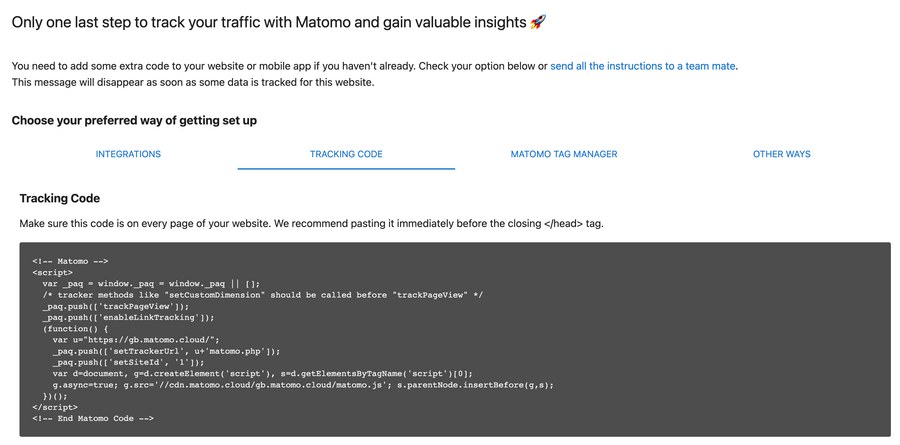 Only one last step to track your traffic with Matomo and gain valuable insights 🚀
You need to add some extra code to your website or mobile app if you haven't already. Check your option below or send all the instructions to a team mate.
This message will disappear as soon as some data is tracked for this website.
Choose your preferred way of getting set up
INTEGRATIONS TRACKING CODE MATOMO TAG MANAGER OTHER WAYS
Tracking Code
Make sure this code is on every page of your website. We recommend pasting it immediately before the closing </head> tag.
<!-- Matomo -->
<script>
  var _paq = window._paq = window._paq || [];
  /* tracker methods like "setCustomDimension" should be called before "trackPageView" */
  _paq.push(['trackPageView']);
  _paq.push(['enableLinkTracking']);
  (function() {
    var u="https://gb.matomo.cloud/";
    _paq.push(['setTrackerUrl', u+'matomo.php']);
    _paq.push(['setSiteId', '1']);
    var d=document, g=d.createElement('script'), s=d.getElementsByTagName('script')[0];
    g.async=true; g.src='//cdn.matomo.cloud/gb.matomo.cloud/matomo.js'; s.parentNode.insertBefore(g,s);
  })();
</script>
<!-- End Matomo Code -->